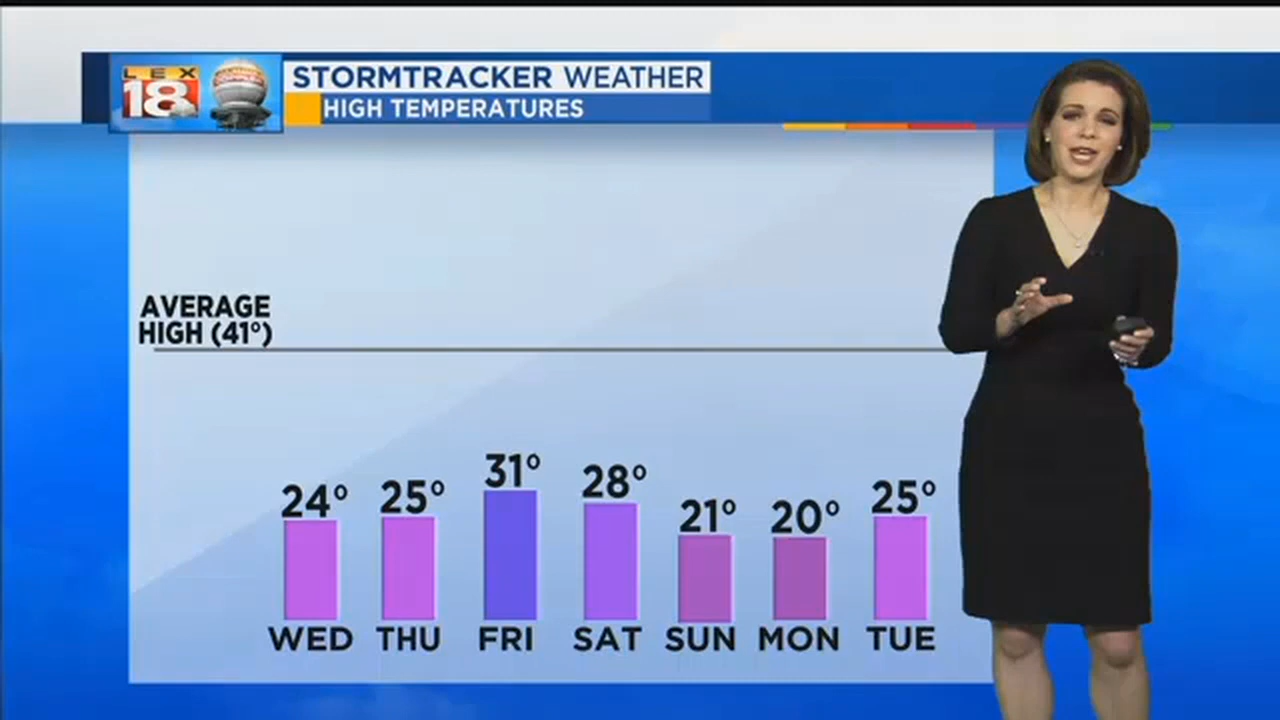 LEX
18
STORMTRACKER WEATHER
HIGH TEMPERATURES
AVERAGE
HIGH (41°)
24° 25° 31° 28° 21° 20° 25°
WED THU FRI SAT SUN MON TUE